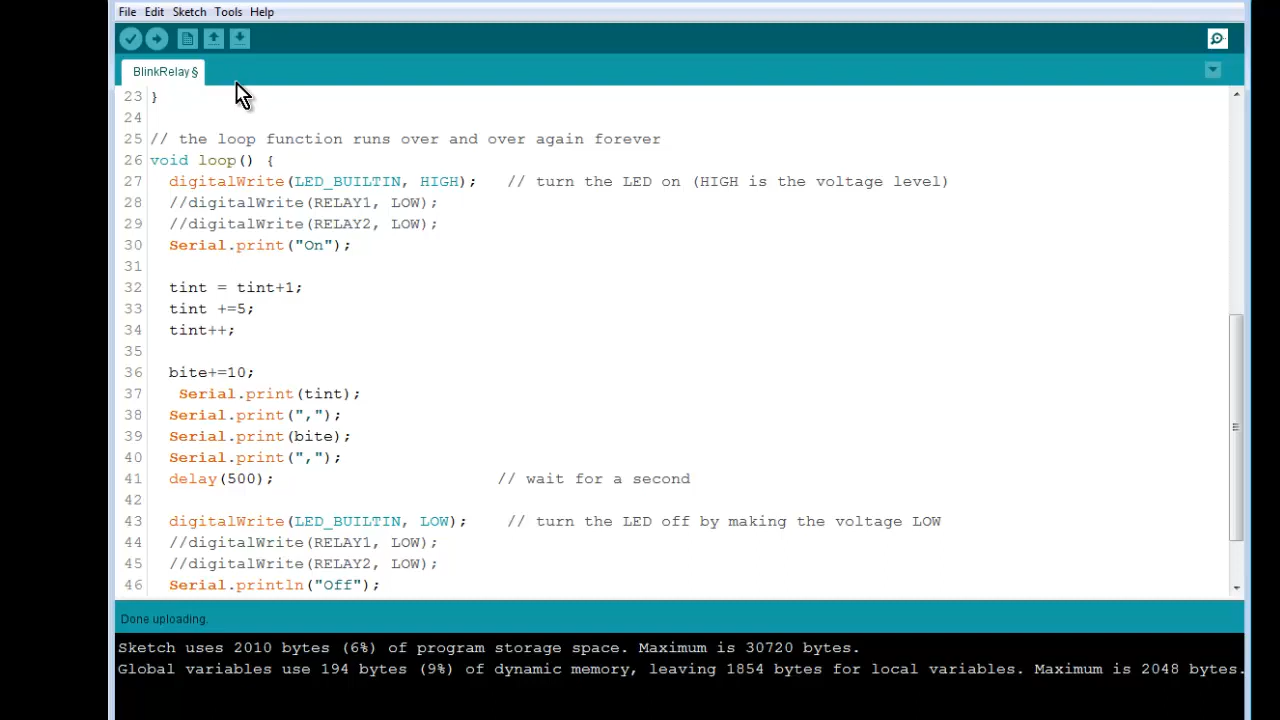 File Edit Sketch Tools Help
BlinkRelay §
23 }
24
25 // the loop function runs over and over again forever
26 void loop() {
27   digitalWrite(LED_BUILTIN, HIGH);   // turn the LED on (HIGH is the voltage level)
28   //digitalWrite(RELAY1, LOW);
29   //digitalWrite(RELAY2, LOW);
30   Serial.print("On");
31
32   tint = tint+1;
33   tint +=5;
34   tint++;
35
36   bite+=10;
37    Serial.print(tint);
38   Serial.print(",");
39   Serial.print(bite);
40   Serial.print(",");
41   delay(500);                        // wait for a second
42
43   digitalWrite(LED_BUILTIN, LOW);    // turn the LED off by making the voltage LOW
44   //digitalWrite(RELAY1, LOW);
45   //digitalWrite(RELAY2, LOW);
46   Serial.println("Off");
Done uploading.
Sketch uses 2010 bytes (6%) of program storage space. Maximum is 30720 bytes.
Global variables use 194 bytes (9%) of dynamic memory, leaving 1854 bytes for local variables. Maximum is 2048 bytes.